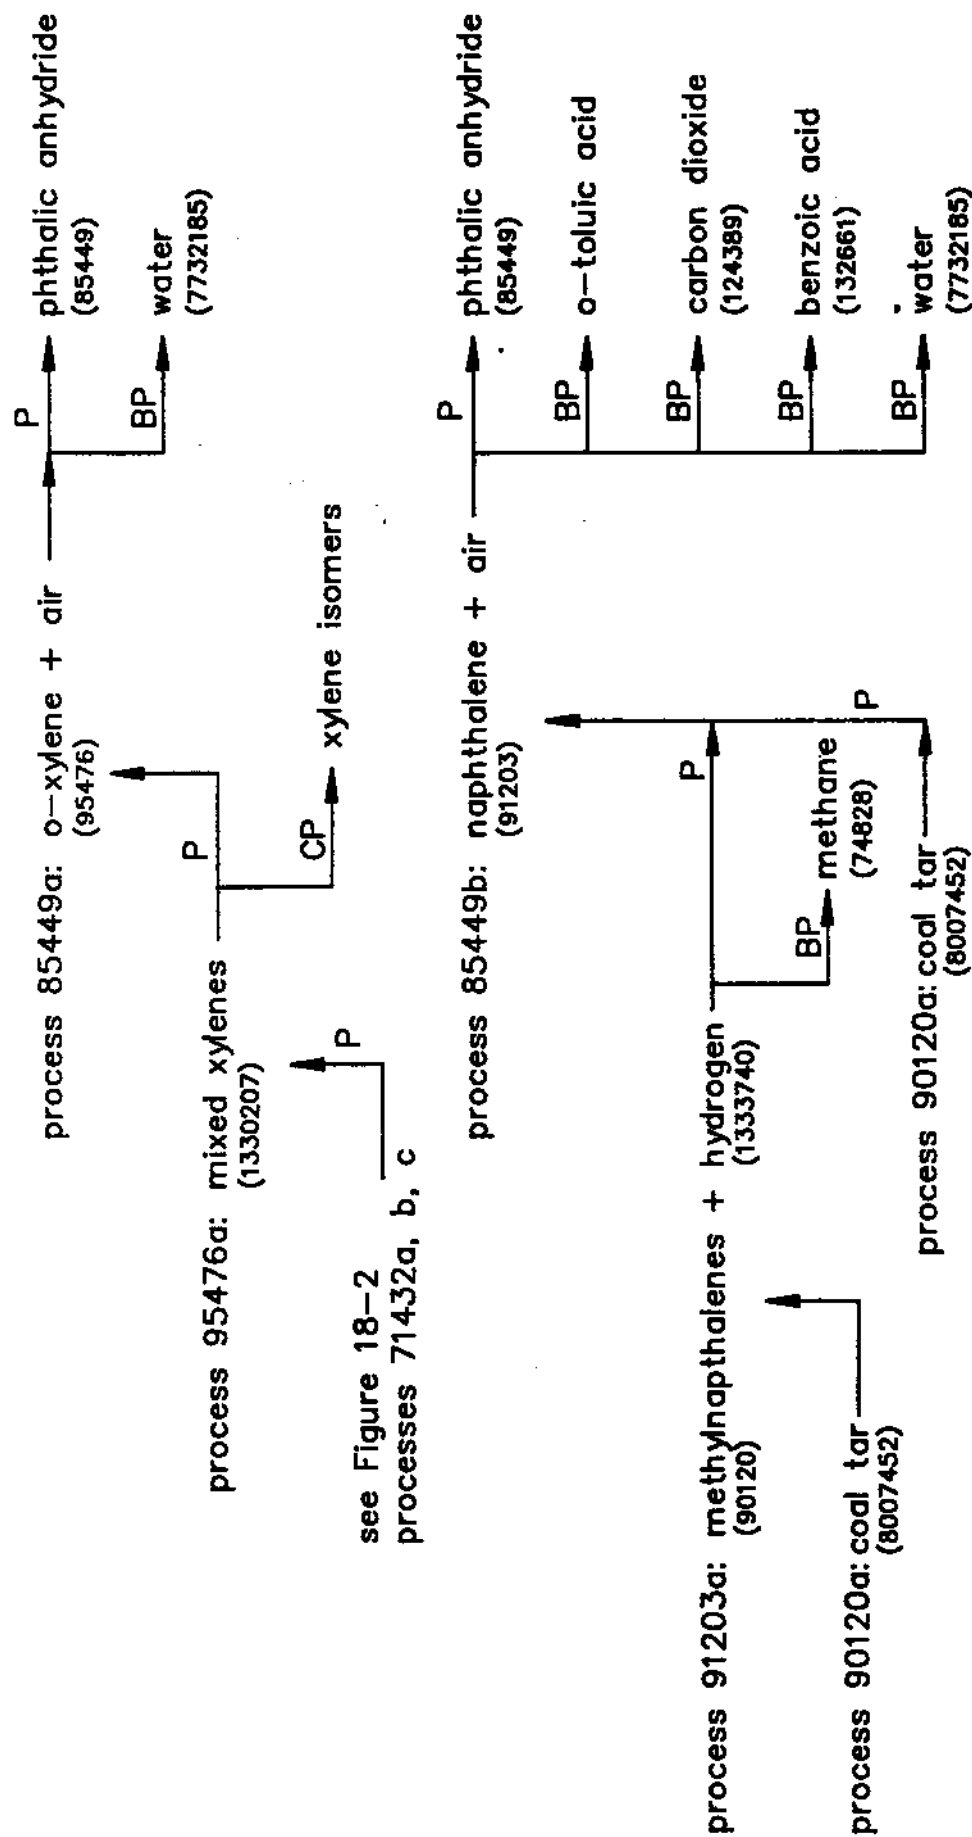 process 85449a: o-xylene + air
(95476)
P
phthalic anhydride
(85449)
BP
water
(7732185)
process 95476a: mixed xylenes
(1330207)
P
CP
xylene isomers
P
see Figure 18-2
processes 71432a, b, c
process 85449b: naphthalene + air
(91203)
P
phthalic anhydride
(85449)
BP
o-toluic acid
BP
carbon dioxide
(124389)
BP
benzoic acid
(132661)
BP
water
(7732185)
process 91203a: methylnapthalenes + hydrogen
(90120)
(1333740)
P
BP
methane
(74828)
process 90120a: coal tar
(8007452)
process 90120a: coal tar
(8007452)
P